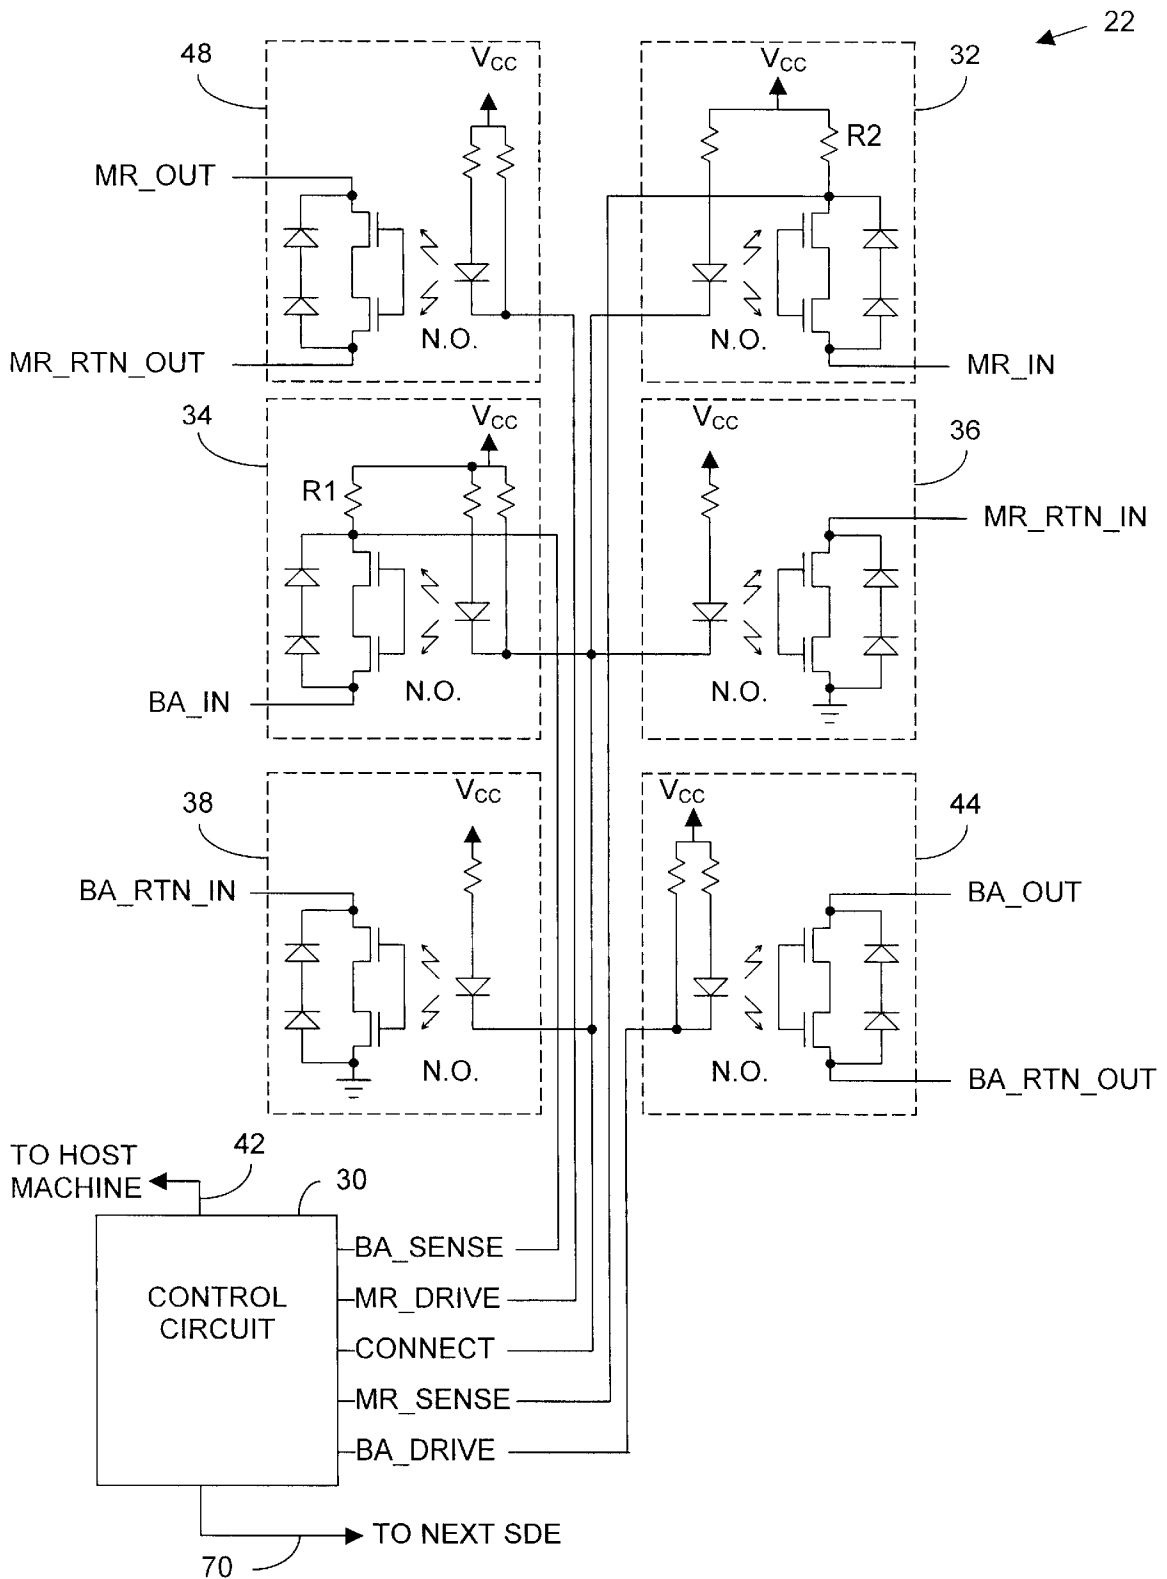 22
48
VCC
MR_OUT
N.O.
MR_RTN_OUT
32
VCC
R2
N.O.
MR_IN
34
VCC
R1
N.O.
BA_IN
36
VCC
MR_RTN_IN
N.O.
38
VCC
BA_RTN_IN
N.O.
44
VCC
BA_OUT
N.O.
BA_RTN_OUT
TO HOST
MACHINE
42
30
CONTROL
CIRCUIT
BA_SENSE
MR_DRIVE
CONNECT
MR_SENSE
BA_DRIVE
TO NEXT SDE
70